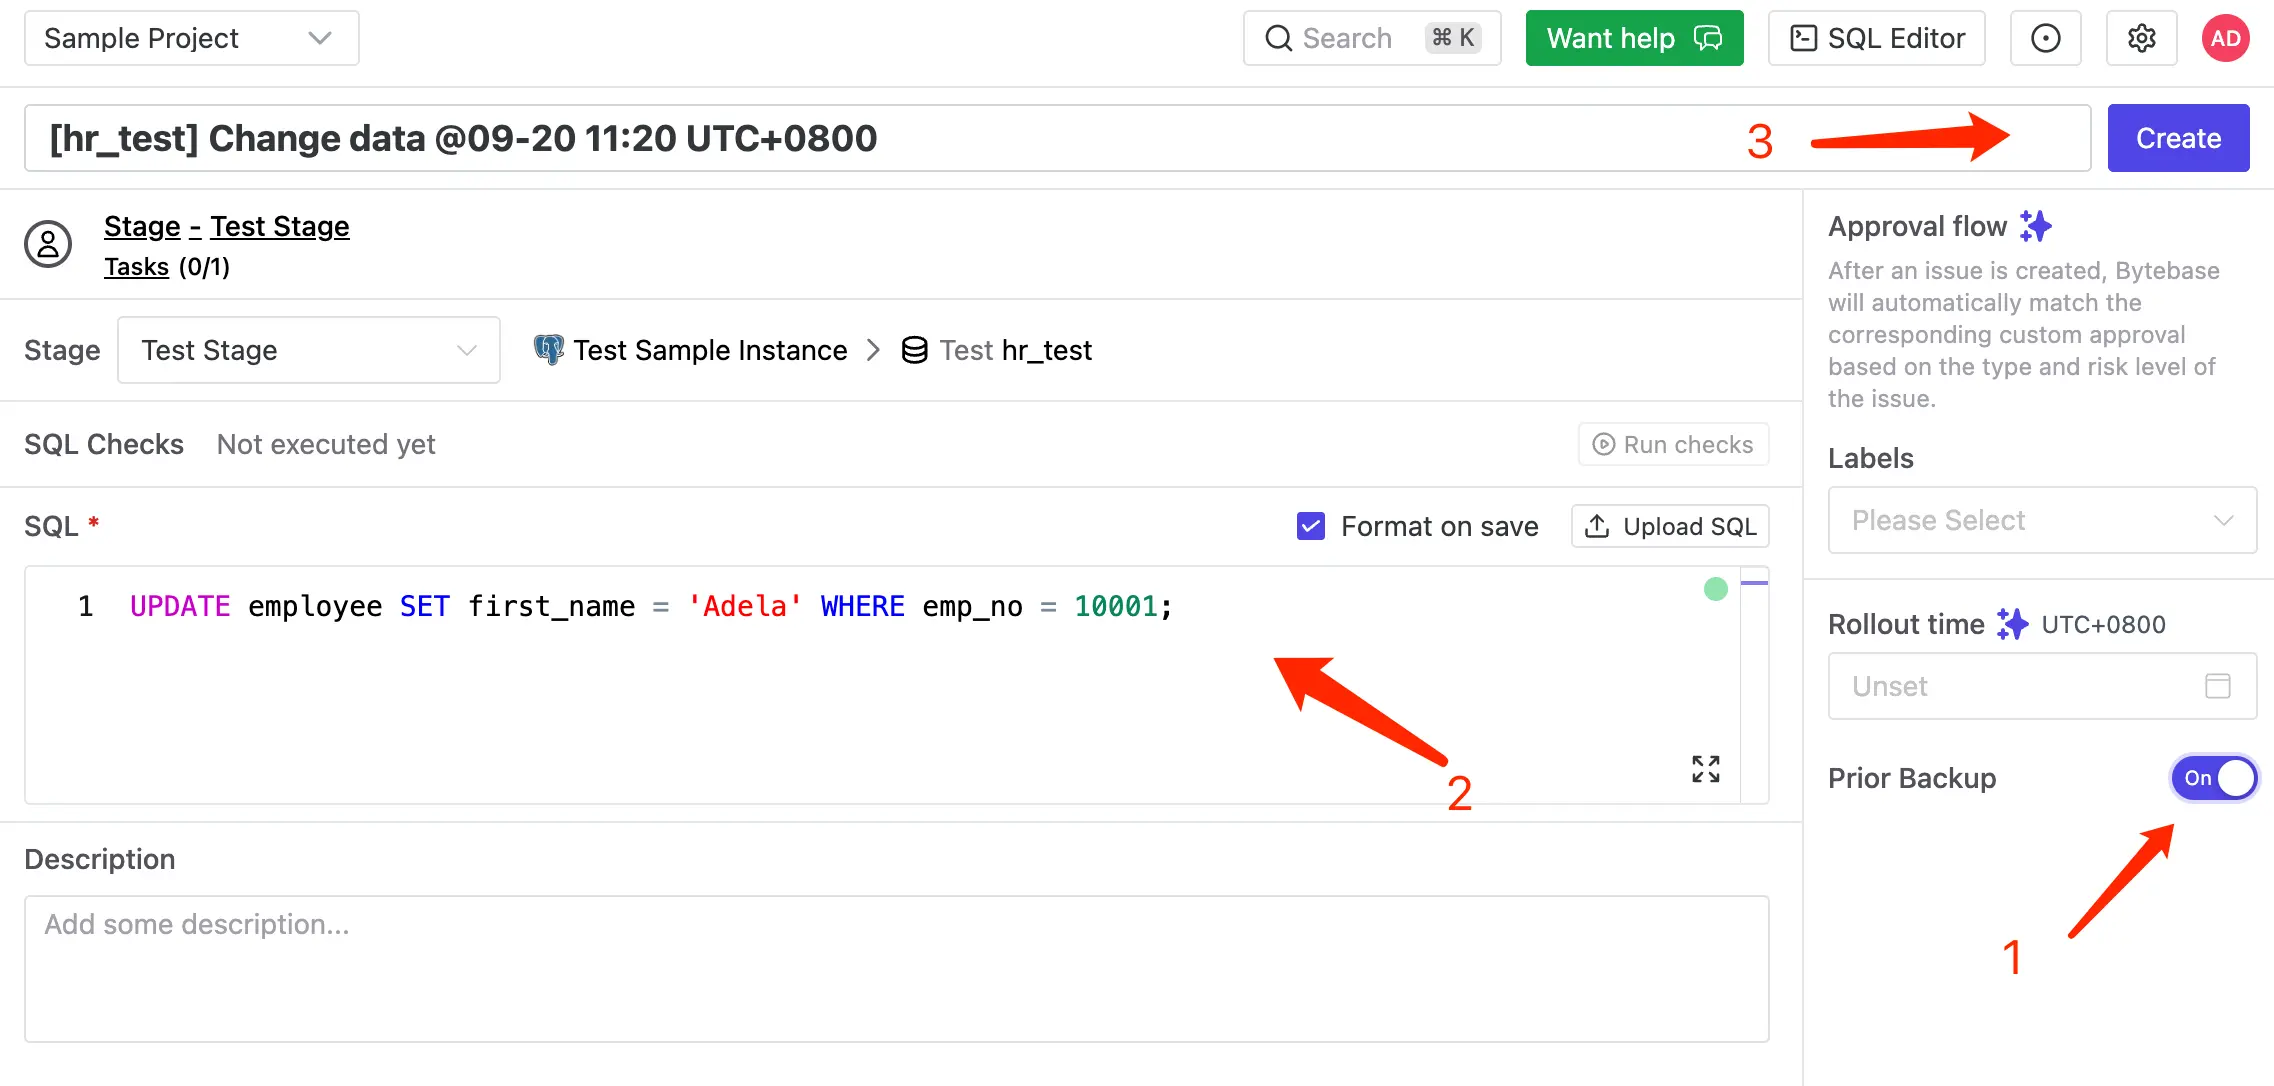 Sample Project
Search ⌘ K
Want help
SQL Editor
AD
[hr_test] Change data @09-20 11:20 UTC+0800
3
Create
Stage - Test Stage
Tasks (0/1)
Stage
Test Stage
Test Sample Instance > Test hr_test
SQL Checks Not executed yet
Run checks
SQL *
Format on save
Upload SQL
1 UPDATE employee SET first_name = 'Adela' WHERE emp_no = 10001;
2
Description
Add some description...
Approval flow
After an issue is created, Bytebase
will automatically match the
corresponding custom approval
based on the type and risk level of
the issue.
Labels
Please Select
Rollout time UTC+0800
Unset
Prior Backup
On
1